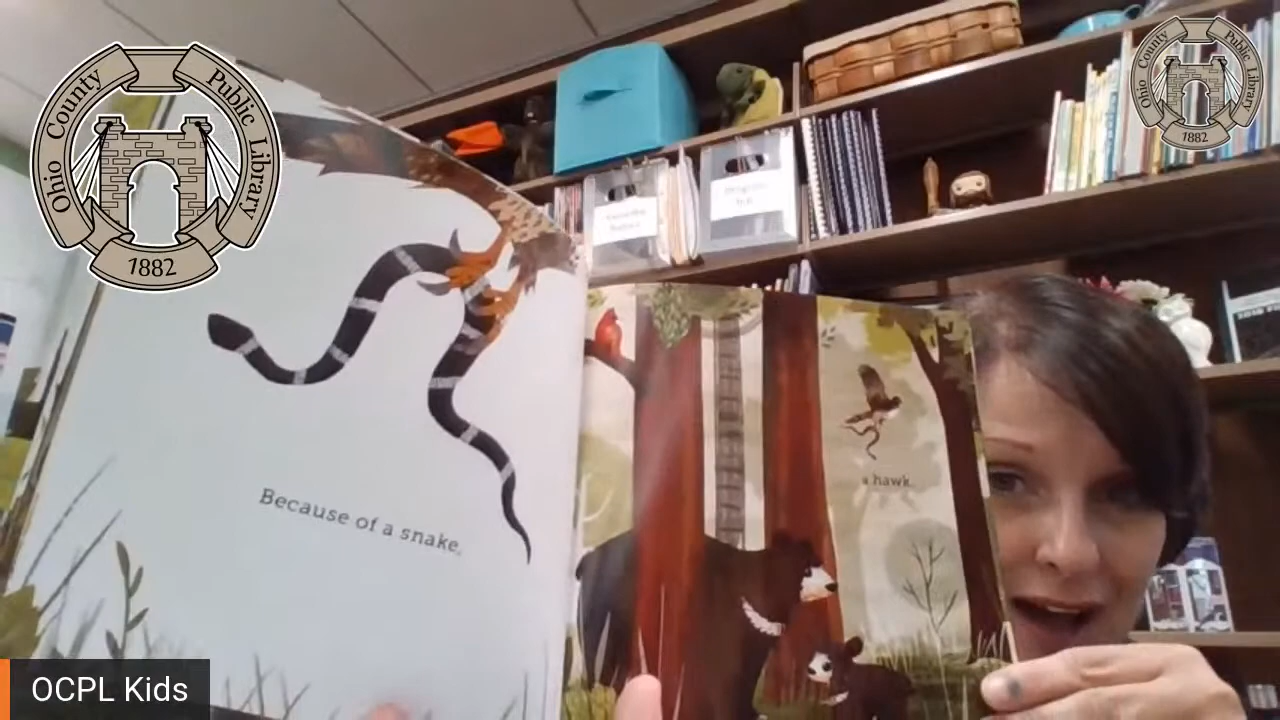 Ohio County Public Library
1882
Ohio County Public Library
1882
Because of a snake,
a hawk.
OCPL Kids